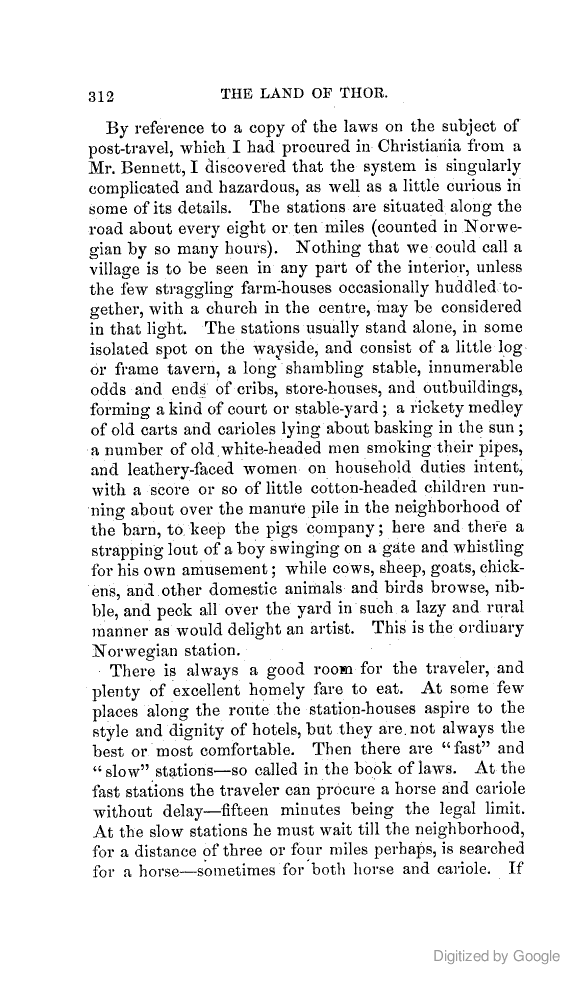 312 THE LAND OF THOR.
By reference to a copy of the laws on the subject of
post-travel, which I had procured in Christiania from a
Mr. Bennett, I discovered that the system is singularly
complicated and hazardous, as well as a little curious in
some of its details. The stations are situated along the
road about every eight or ten miles (counted in Norwe-
gian by so many hours). Nothing that we could call a
village is to be seen in any part of the interior, unless
the few straggling farm-houses occasionally huddled to-
gether, with a church in the centre, may be considered
in that light. The stations usually stand alone, in some
isolated spot on the wayside, and consist of a little log
or frame tavern, a long shambling stable, innumerable
odds and ends of cribs, store-houses, and outbuildings,
forming a kind of court or stable-yard; a rickety medley
of old carts and carioles lying about basking in the sun;
a number of old white-headed men smoking their pipes,
and leathery-faced women on household duties intent,
with a score or so of little cotton-headed children run-
ning about over the manure pile in the neighborhood of
the barn, to keep the pigs company; here and there a
strapping lout of a boy swinging on a gate and whistling
for his own amusement; while cows, sheep, goats, chick-
ens, and other domestic animals and birds browse, nib-
ble, and peck all over the yard in such a lazy and rural
manner as would delight an artist. This is the ordinary
Norwegian station.
There is always a good room for the traveler, and
plenty of excellent homely fare to eat. At some few
places along the route the station-houses aspire to the
style and dignity of hotels, but they are not always the
best or most comfortable. Then there are "fast" and
"slow" stations—so called in the book of laws. At the
fast stations the traveler can procure a horse and cariole
without delay—fifteen minutes being the legal limit.
At the slow stations he must wait till the neighborhood,
for a distance of three or four miles perhaps, is searched
for a horse—sometimes for both horse and cariole. If
Digitized by Google